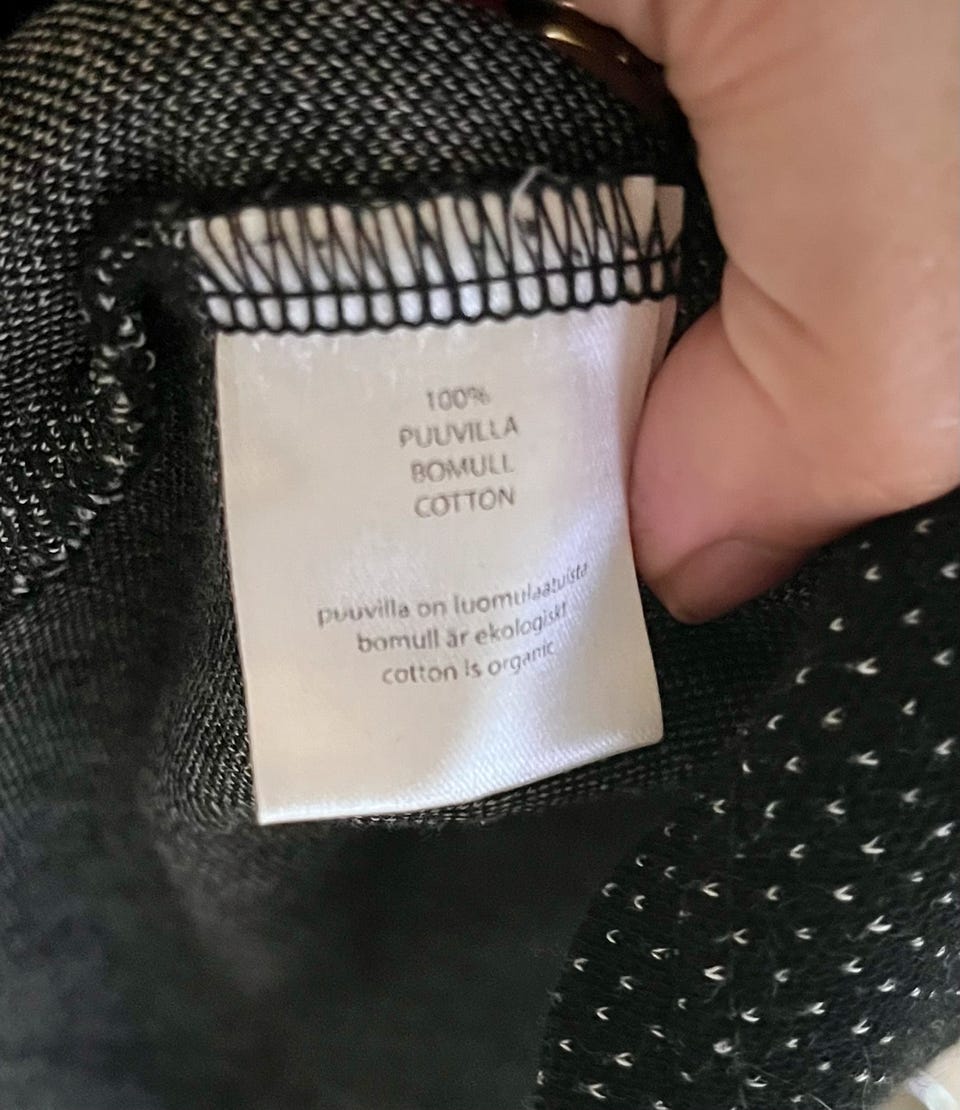 100%
PUUVILLA
BOMULL
COTTON
puuvilla on luomulaatuista
bomull är ekologiskt
cotton is organic